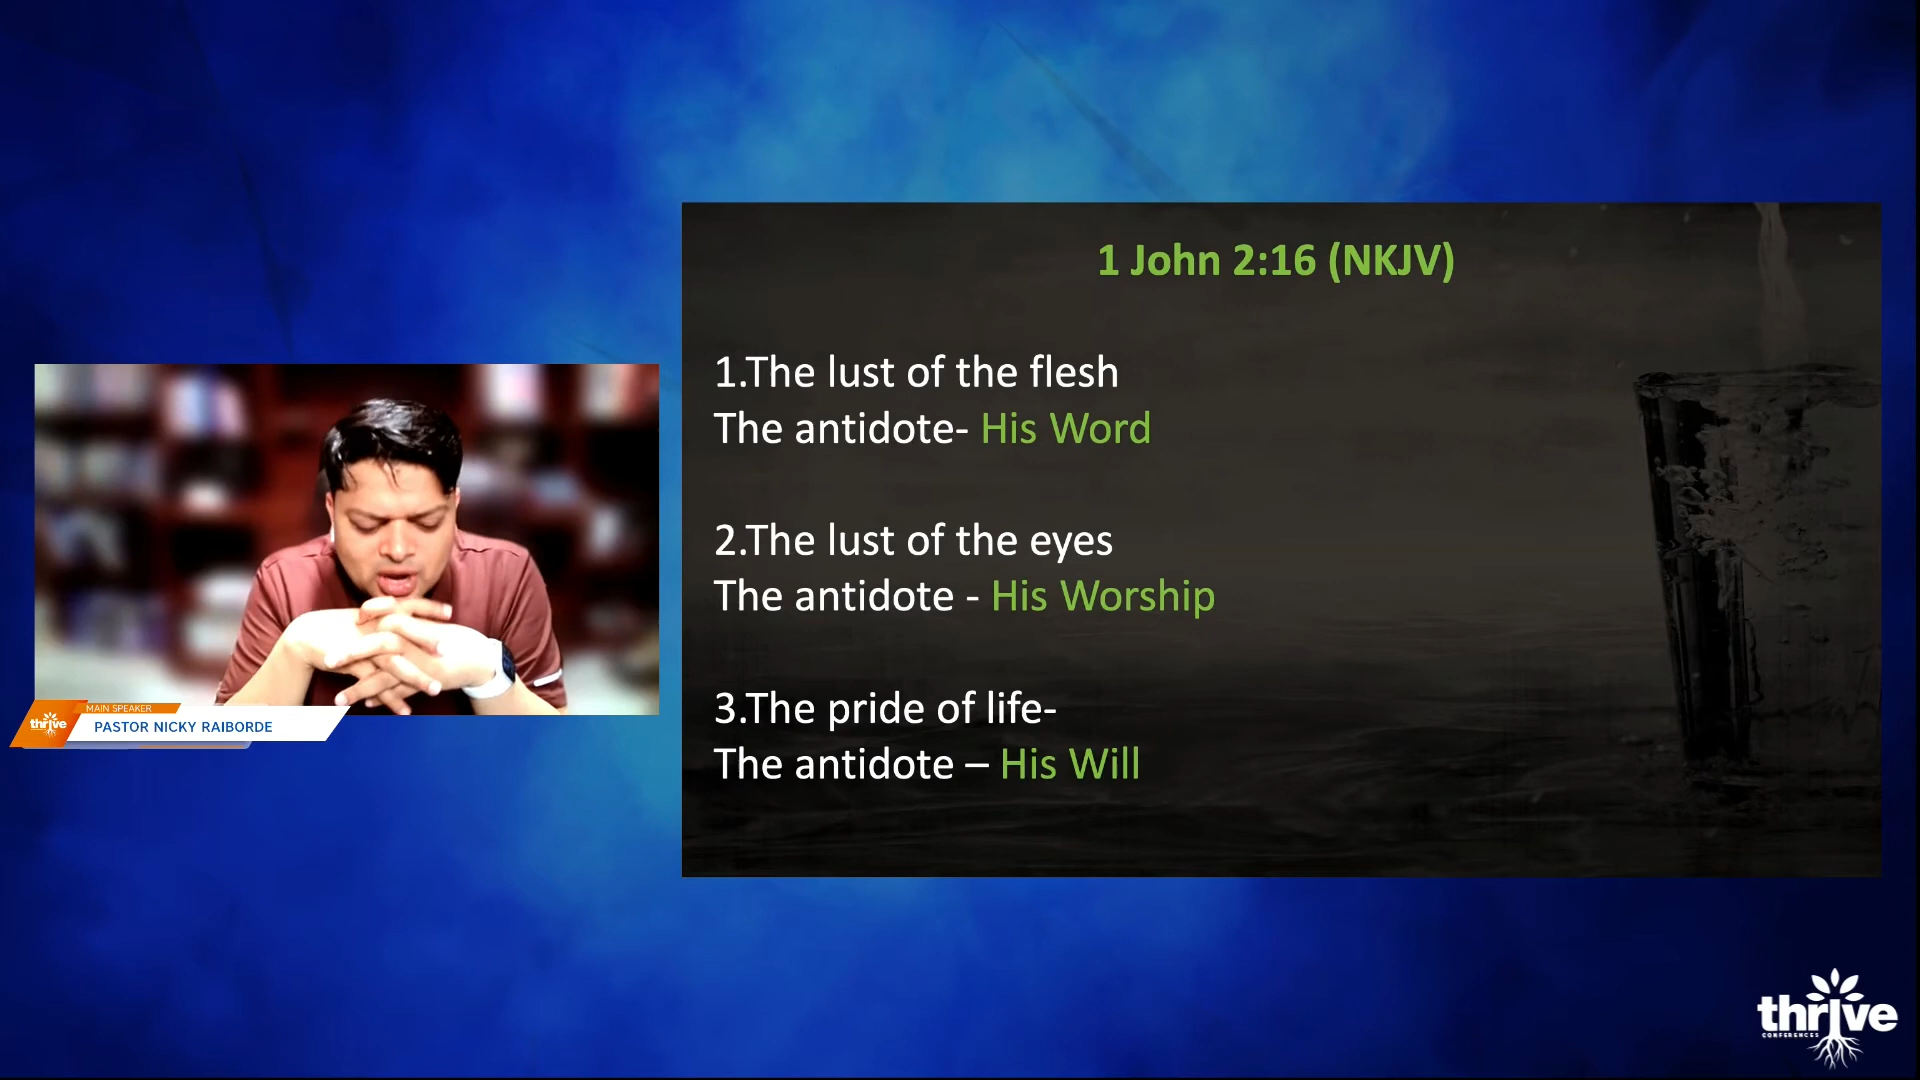 1 John 2:16 (NKJV)
1.The lust of the flesh
The antidote- His Word
2.The lust of the eyes
The antidote - His Worship
3.The pride of life-
The antidote – His Will
MAIN SPEAKER
thrive
PASTOR NICKY RAIBORDE
thrive
CONFERENCES